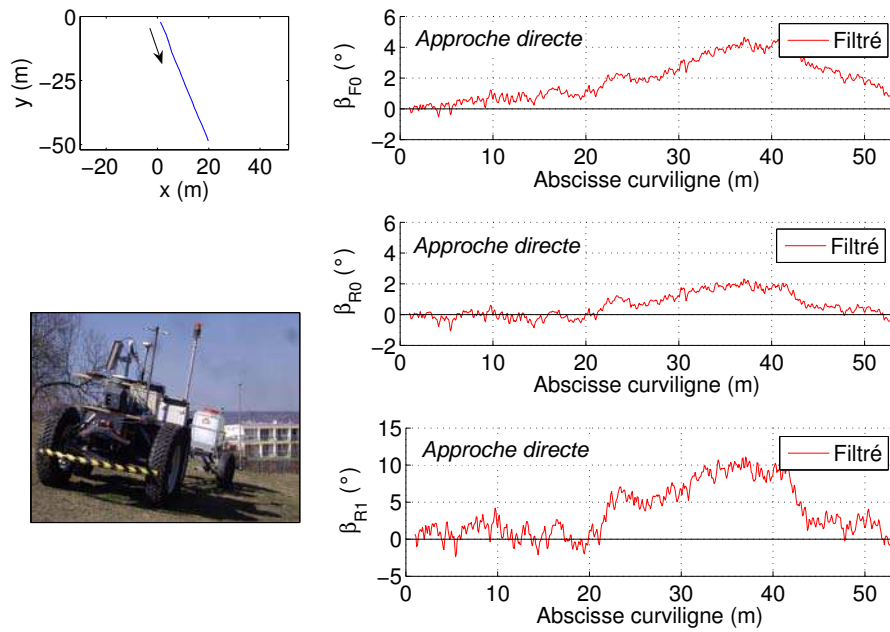 0
−25
−50
y (m)
−20 0 20 40
x (m)
Approche directe
Filtré
6
4
2
0
−2
β_F0 (°)
0 10 20 30 40 50
Abscisse curviligne (m)
Approche directe
Filtré
6
4
2
0
−2
β_R0 (°)
0 10 20 30 40 50
Abscisse curviligne (m)
Approche directe
Filtré
15
10
5
0
−5
β_R1 (°)
0 10 20 30 40 50
Abscisse curviligne (m)